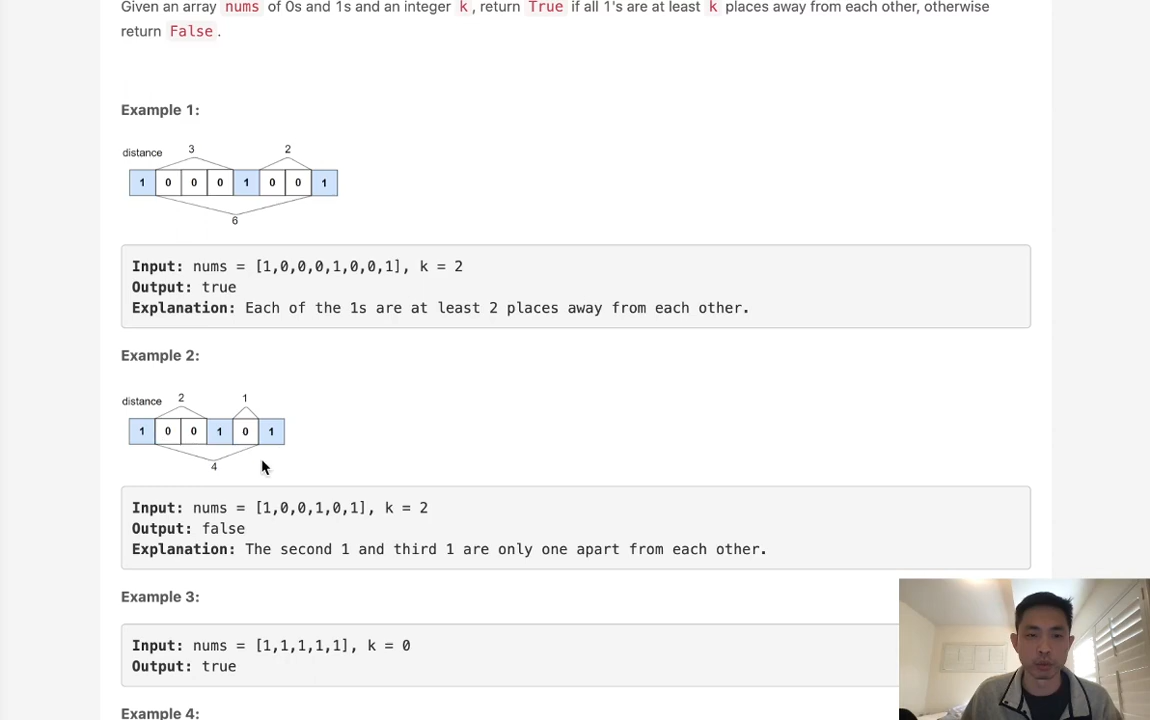 Given an array nums of 0s and 1s and an integer k, return True if all 1's are at least k places away from each other, otherwise
return False.
Example 1:
distance 3 2
1 0 0 0 1 0 0 1
6
Input: nums = [1,0,0,0,1,0,0,1], k = 2
Output: true
Explanation: Each of the 1s are at least 2 places away from each other.
Example 2:
distance 2 1
1 0 0 1 0 1
4
Input: nums = [1,0,0,1,0,1], k = 2
Output: false
Explanation: The second 1 and third 1 are only one apart from each other.
Example 3:
Input: nums = [1,1,1,1,1], k = 0
Output: true
Example 4: